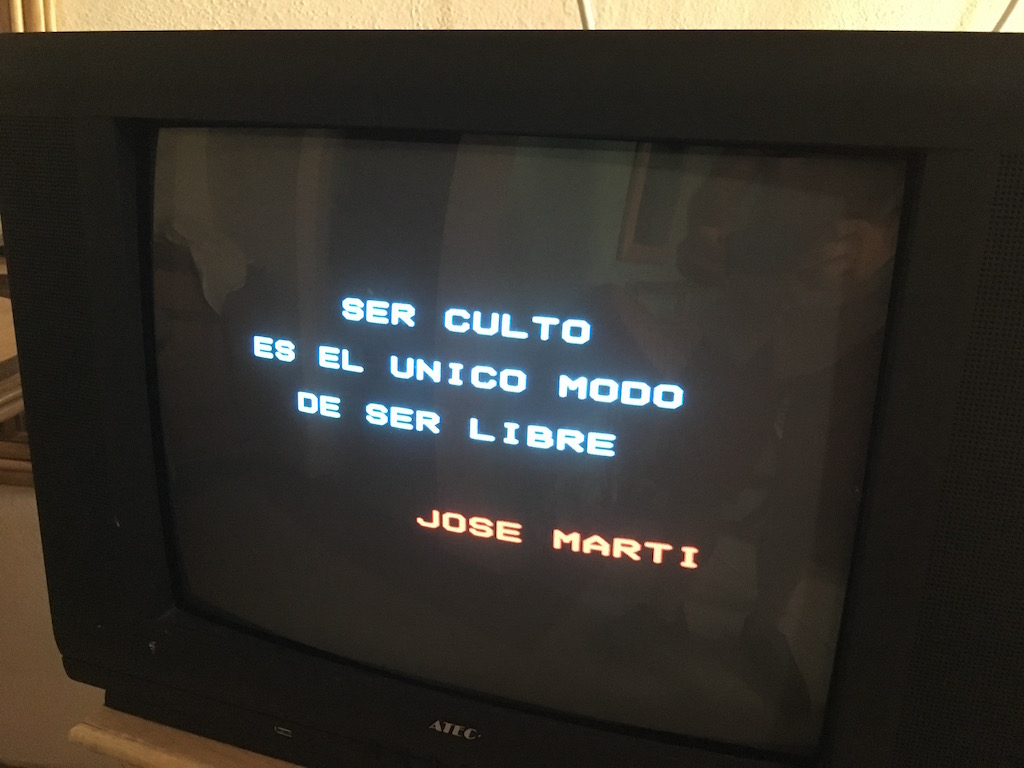 SER CULTO
ES EL UNICO MODO
DE SER LIBRE
JOSE MARTI
ATEC